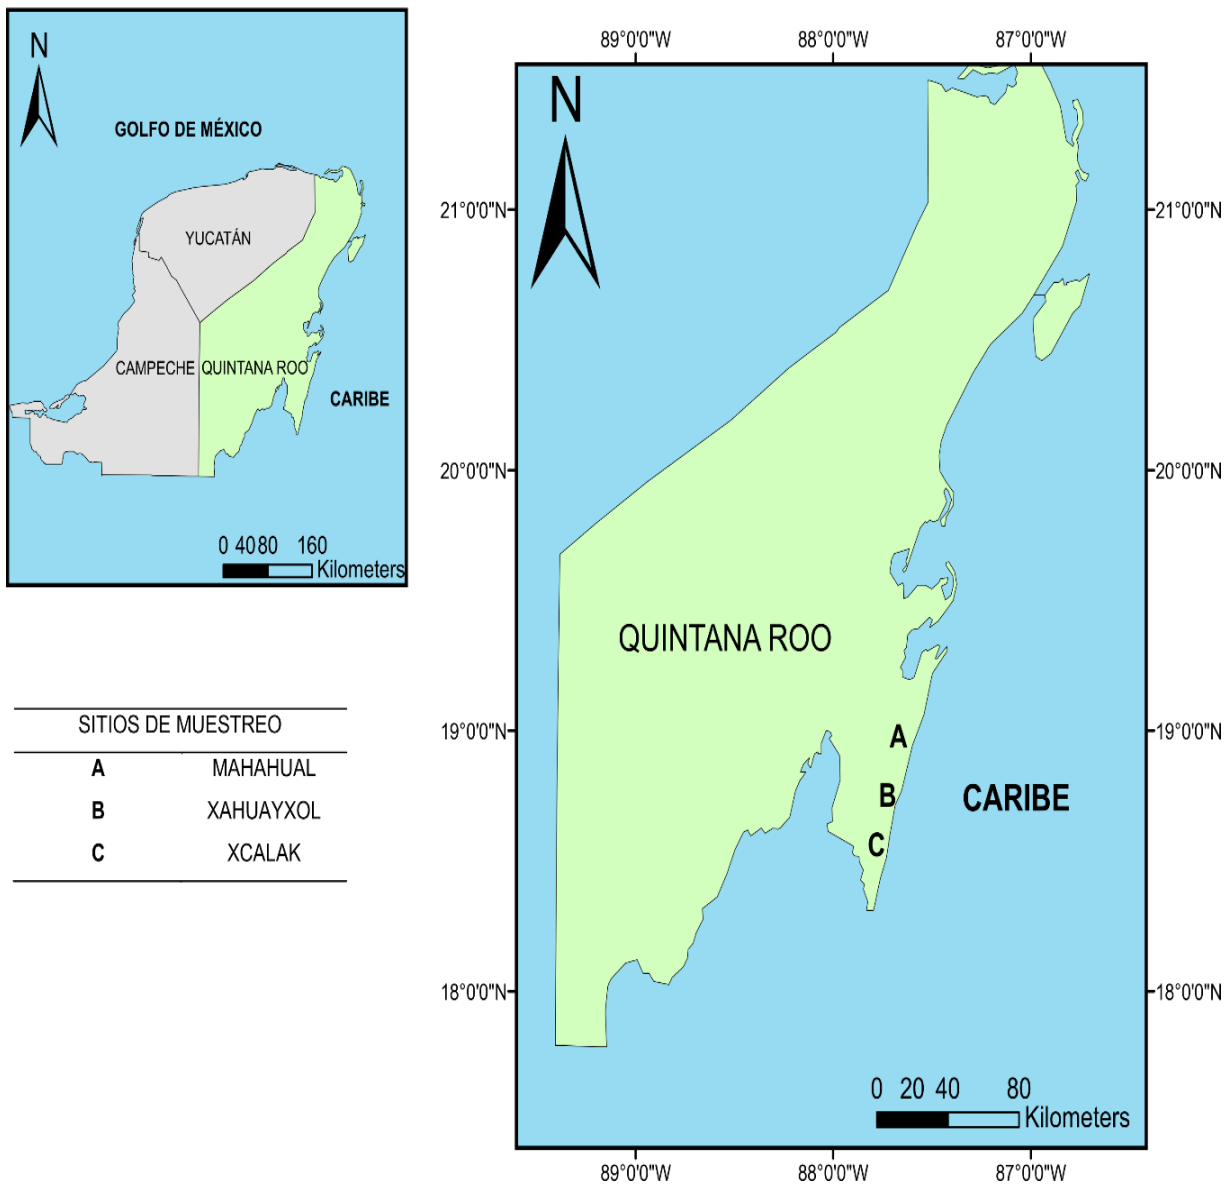 N
GOLFO DE MÉXICO
YUCATÁN
CAMPECHE
QUINTANA ROO
CARIBE
0 40 80 160
Kilometers
SITIOS DE MUESTREO
A MAHAHUAL
B XAHUAYXOL
C XCALAK
89°0'0"W 88°0'0"W 87°0'0"W
N
21°0'0"N 21°0'0"N
20°0'0"N 20°0'0"N
QUINTANA ROO
19°0'0"N 19°0'0"N
A
B
CARIBE
C
18°0'0"N 18°0'0"N
0 20 40 80
Kilometers
89°0'0"W 88°0'0"W 87°0'0"W